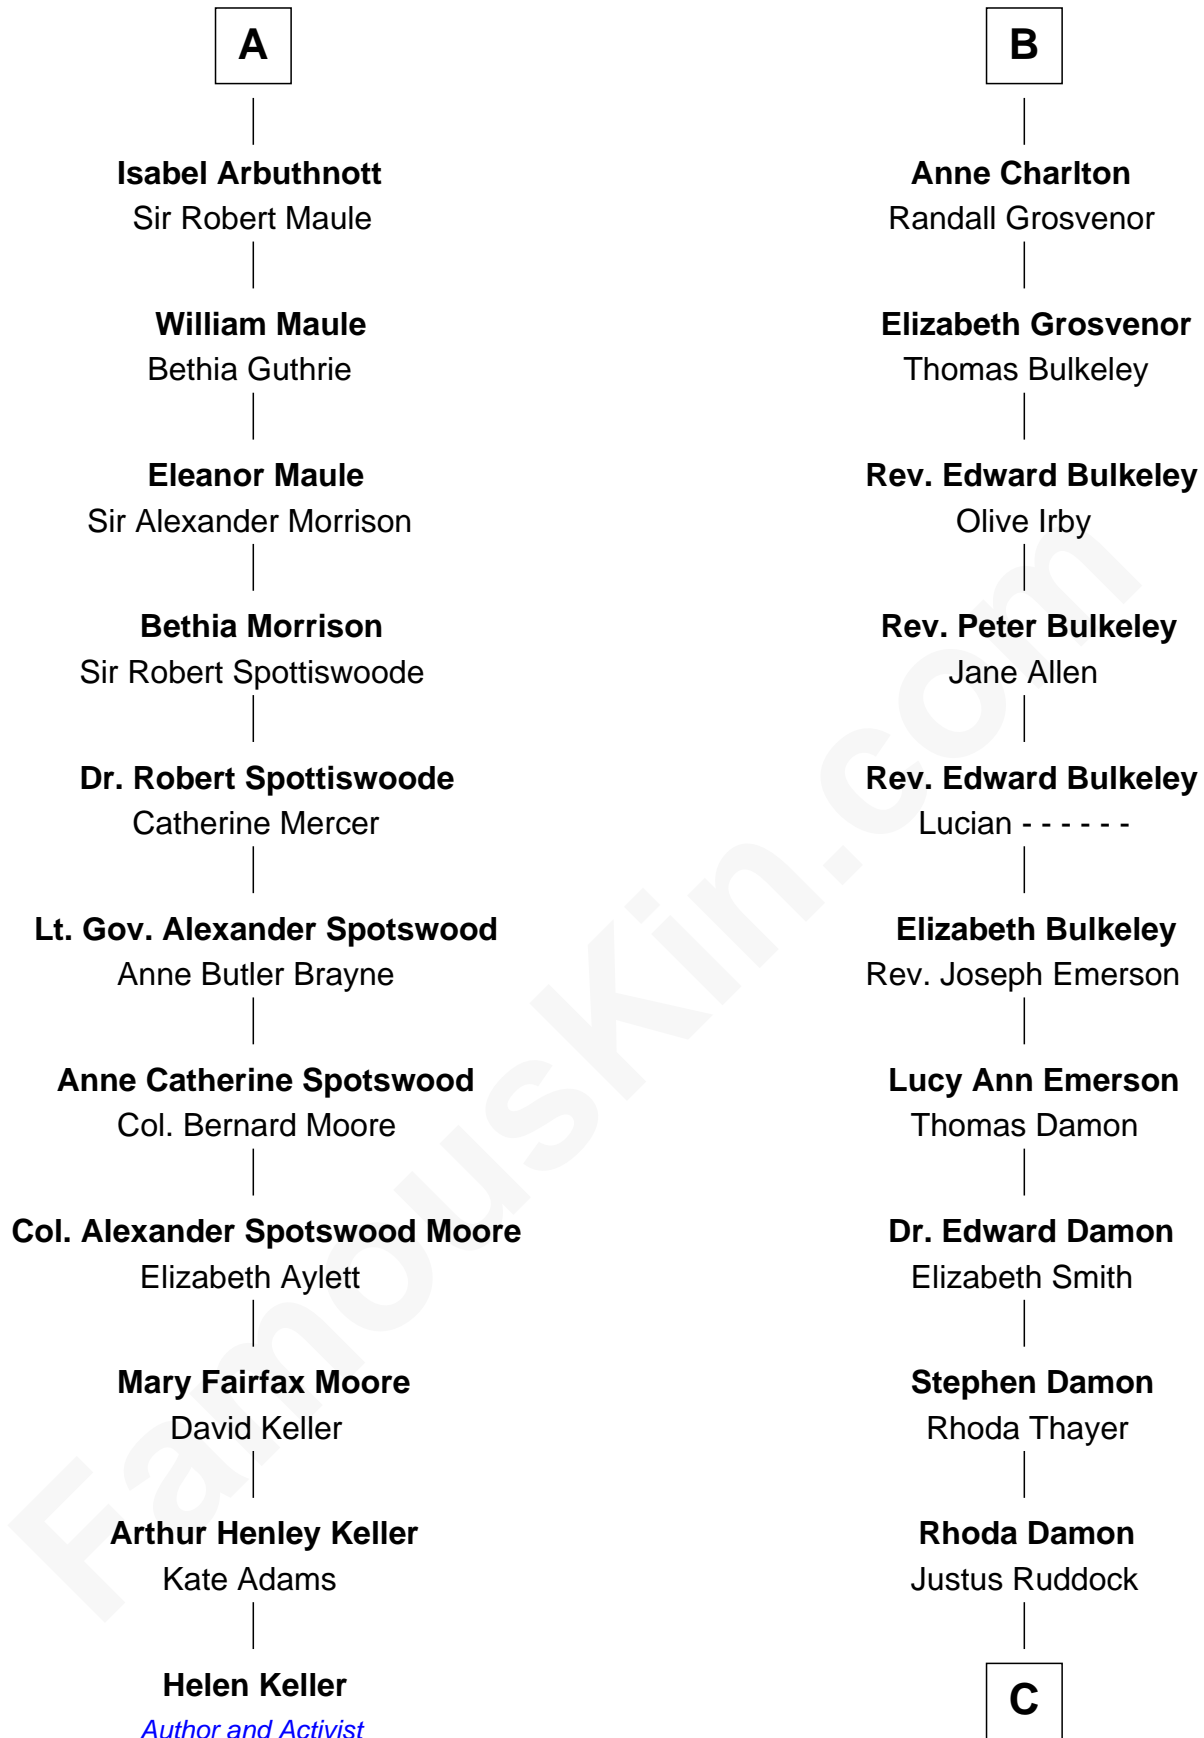 A
Isabel Arbuthnott
Sir Robert Maule
William Maule
Bethia Guthrie
Eleanor Maule
Sir Alexander Morrison
Bethia Morrison
Sir Robert Spottiswoode
Dr. Robert Spottiswoode
Catherine Mercer
Lt. Gov. Alexander Spotswood
Anne Butler Brayne
Anne Catherine Spotswood
Col. Bernard Moore
Col. Alexander Spotswood Moore
Elizabeth Aylett
Mary Fairfax Moore
David Keller
Arthur Henley Keller
Kate Adams
Helen Keller
Author and Activist
B
Anne Charlton
Randall Grosvenor
Elizabeth Grosvenor
Thomas Bulkeley
Rev. Edward Bulkeley
Olive Irby
Rev. Peter Bulkeley
Jane Allen
Rev. Edward Bulkeley
Lucian - - - - - -
Elizabeth Bulkeley
Rev. Joseph Emerson
Lucy Ann Emerson
Thomas Damon
Dr. Edward Damon
Elizabeth Smith
Stephen Damon
Rhoda Thayer
Rhoda Damon
Justus Ruddock
C
FamousKin.com